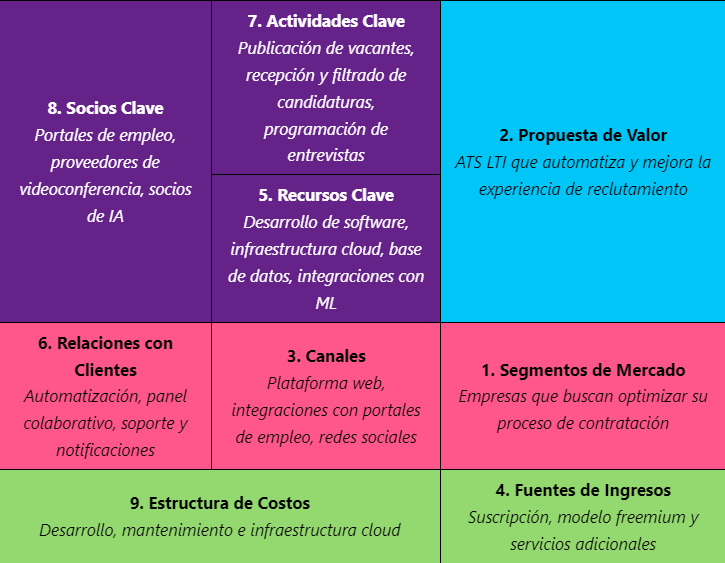 8. Socios Clave
Portales de empleo,
proveedores de
videoconferencia, socios
de IA
7. Actividades Clave
Publicación de vacantes,
recepción y filtrado de
candidaturas,
programación de
entrevistas
5. Recursos Clave
Desarrollo de software,
infraestructura cloud, base
de datos, integraciones con
ML
2. Propuesta de Valor
ATS LTI que automatiza y mejora la
experiencia de reclutamiento
6. Relaciones con
Clientes
Automatización, panel
colaborativo, soporte y
notificaciones
3. Canales
Plataforma web,
integraciones con portales
de empleo, redes sociales
1. Segmentos de Mercado
Empresas que buscan optimizar su
proceso de contratación
9. Estructura de Costos
Desarrollo, mantenimiento e infraestructura cloud
4. Fuentes de Ingresos
Suscripción, modelo freemium y
servicios adicionales